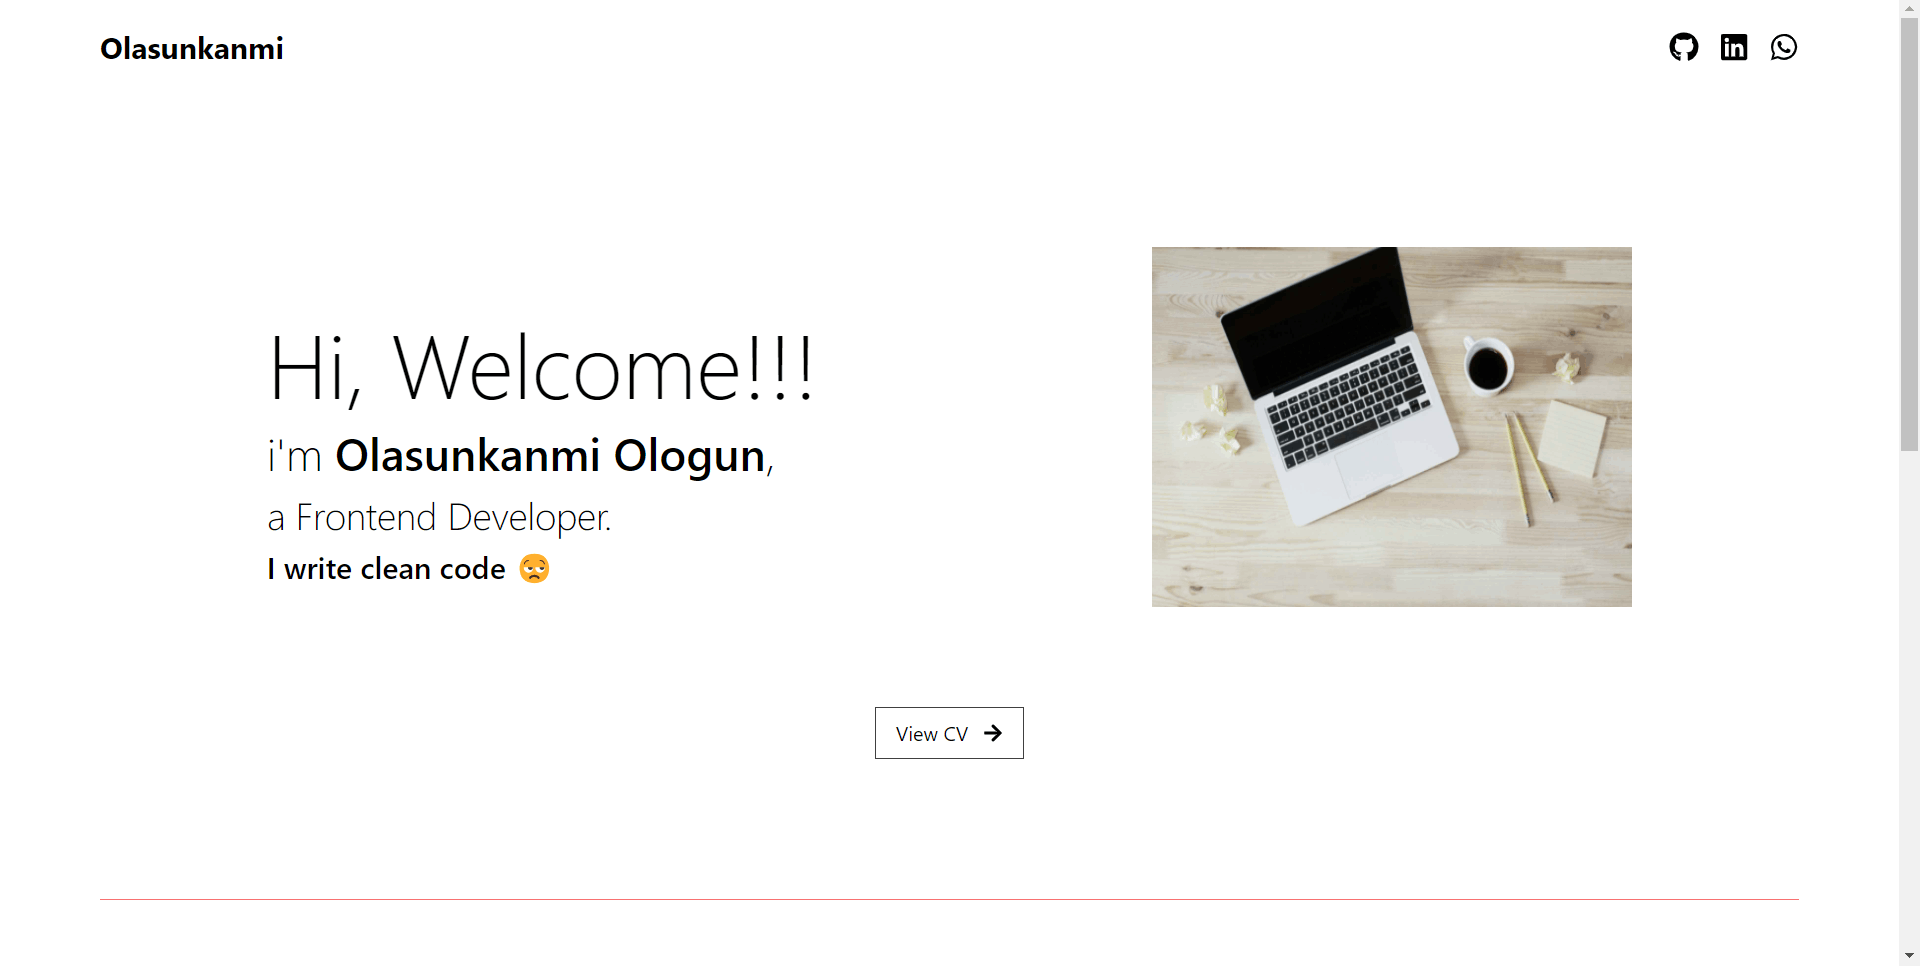 Olasunkanmi
Hi, Welcome!!!
i'm Olasunkanmi Ologun,
a Frontend Developer.
I write clean code 😒
View CV